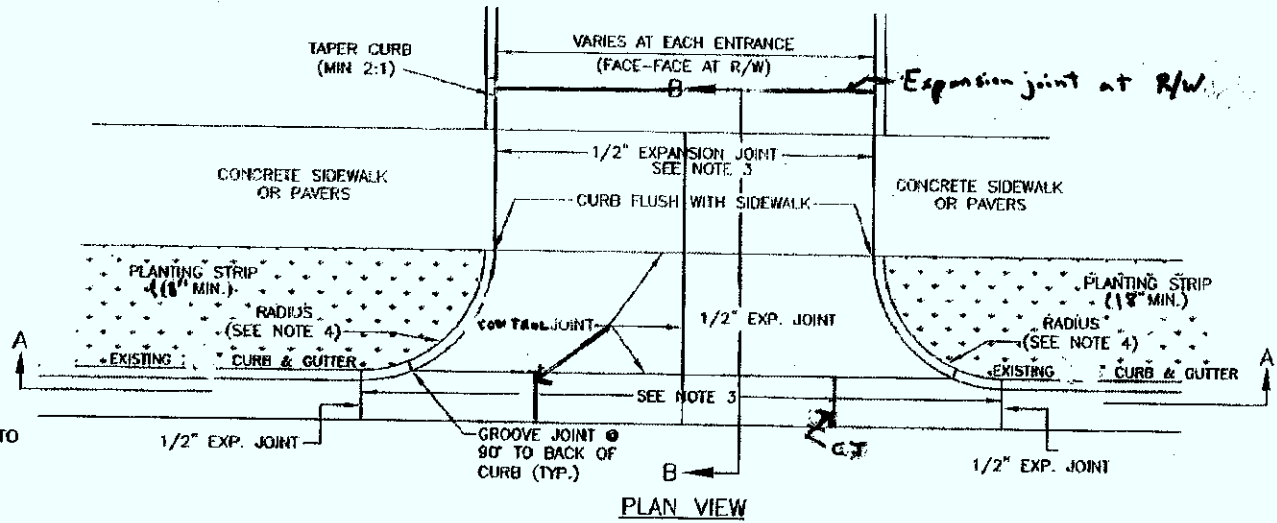 TAPER CURB
(MIN 2:1)
VARIES AT EACH ENTRANCE
(FACE-FACE AT R/W)
B
Expansion joint at R/W
1/2" EXPANSION JOINT
SEE NOTE 3
CONCRETE SIDEWALK
OR PAVERS
CONCRETE SIDEWALK
OR PAVERS
CURB FLUSH WITH SIDEWALK
PLANTING STRIP
(18" MIN.)
RADIUS
(SEE NOTE 4)
PLANTING STRIP
(18" MIN.)
RADIUS
(SEE NOTE 4)
CONTROL JOINT
1/2" EXP. JOINT
A
EXISTING CURB & GUTTER
EXISTING CURB & GUTTER
A
SEE NOTE 3
TO
1/2" EXP. JOINT
GROOVE JOINT @
90° TO BACK OF
CURB (TYP.)
CJ
1/2" EXP. JOINT
B
PLAN VIEW